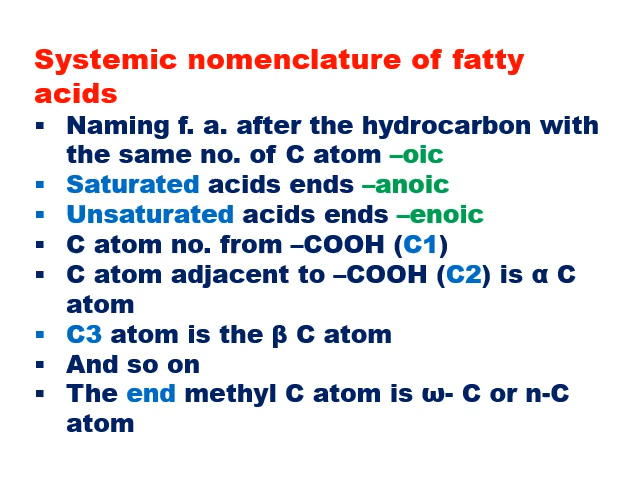 Systemic nomenclature of fatty
acids
▪ Naming f. a. after the hydrocarbon with
the same no. of C atom –oic
▪ Saturated acids ends –anoic
▪ Unsaturated acids ends –enoic
▪ C atom no. from –COOH (C1)
▪ C atom adjacent to –COOH (C2) is α C
atom
▪ C3 atom is the β C atom
▪ And so on
▪ The end methyl C atom is ω- C or n-C
atom